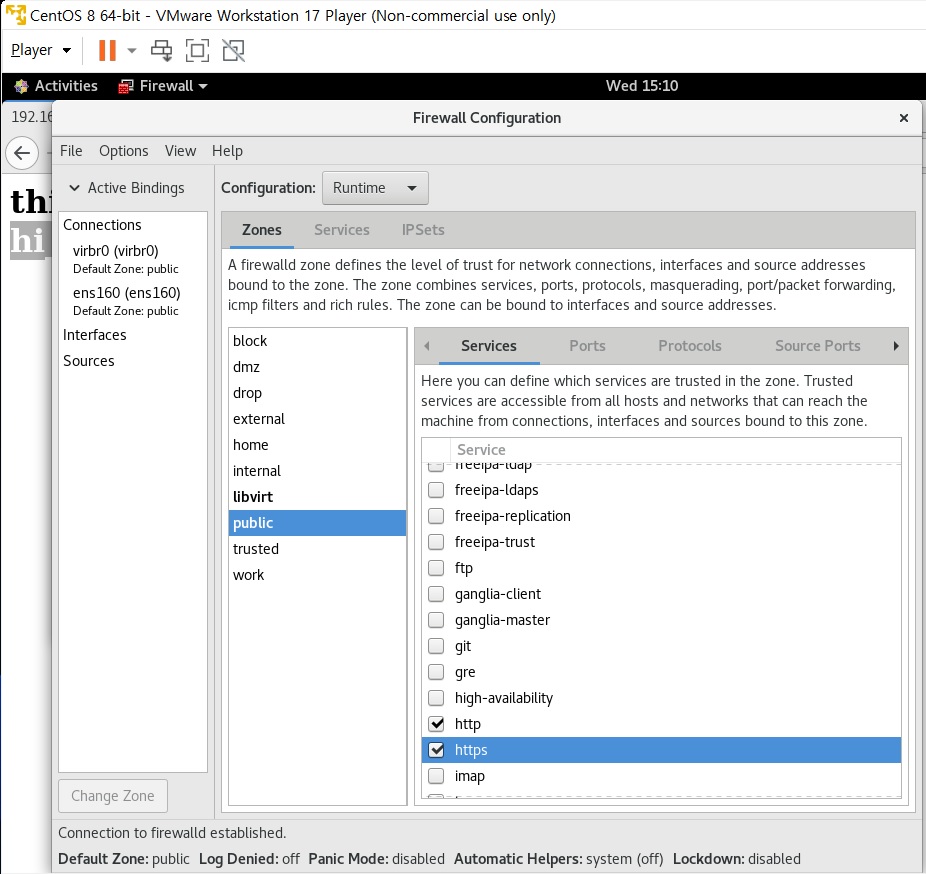 CentOS 8 64-bit - VMware Workstation 17 Player (Non-commercial use only)
Player
Activities Firewall Wed 15:10
192.16
Firewall Configuration
File Options View Help
thi
hi
Active Bindings
Configuration: Runtime
Connections
virbr0 (virbr0)
Default Zone: public
ens160 (ens160)
Default Zone: public
Interfaces
Sources
Change Zone
Zones Services IPSets
A firewalld zone defines the level of trust for network connections, interfaces and source addresses
bound to the zone. The zone combines services, ports, protocols, masquerading, port/packet forwarding,
icmp filters and rich rules. The zone can be bound to interfaces and source addresses.
block
dmz
drop
external
home
internal
libvirt
public
trusted
work
Services Ports Protocols Source Ports
Here you can define which services are trusted in the zone. Trusted
services are accessible from all hosts and networks that can reach the
machine from connections, interfaces and sources bound to this zone.
Service
freeipa-ldap
freeipa-ldaps
freeipa-replication
freeipa-trust
ftp
ganglia-client
ganglia-master
git
gre
high-availability
http
https
imap
Connection to firewalld established.
Default Zone: public Log Denied: off Panic Mode: disabled Automatic Helpers: system (off) Lockdown: disabled